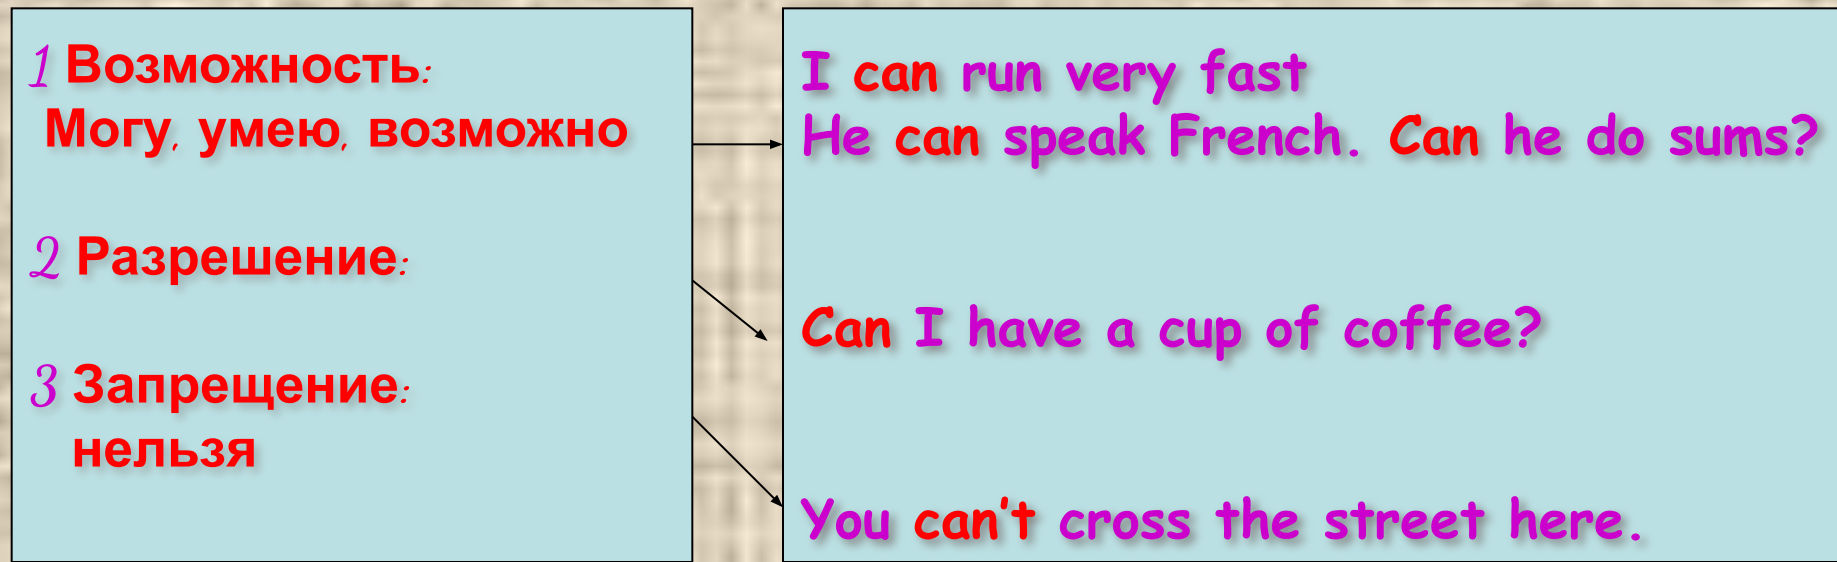 1 Возможность:
Могу, умею, возможно
2 Разрешение:
3 Запрещение:
нельзя
I can run very fast
He can speak French. Can he do sums?
Can I have a cup of coffee?
You can't cross the street here.